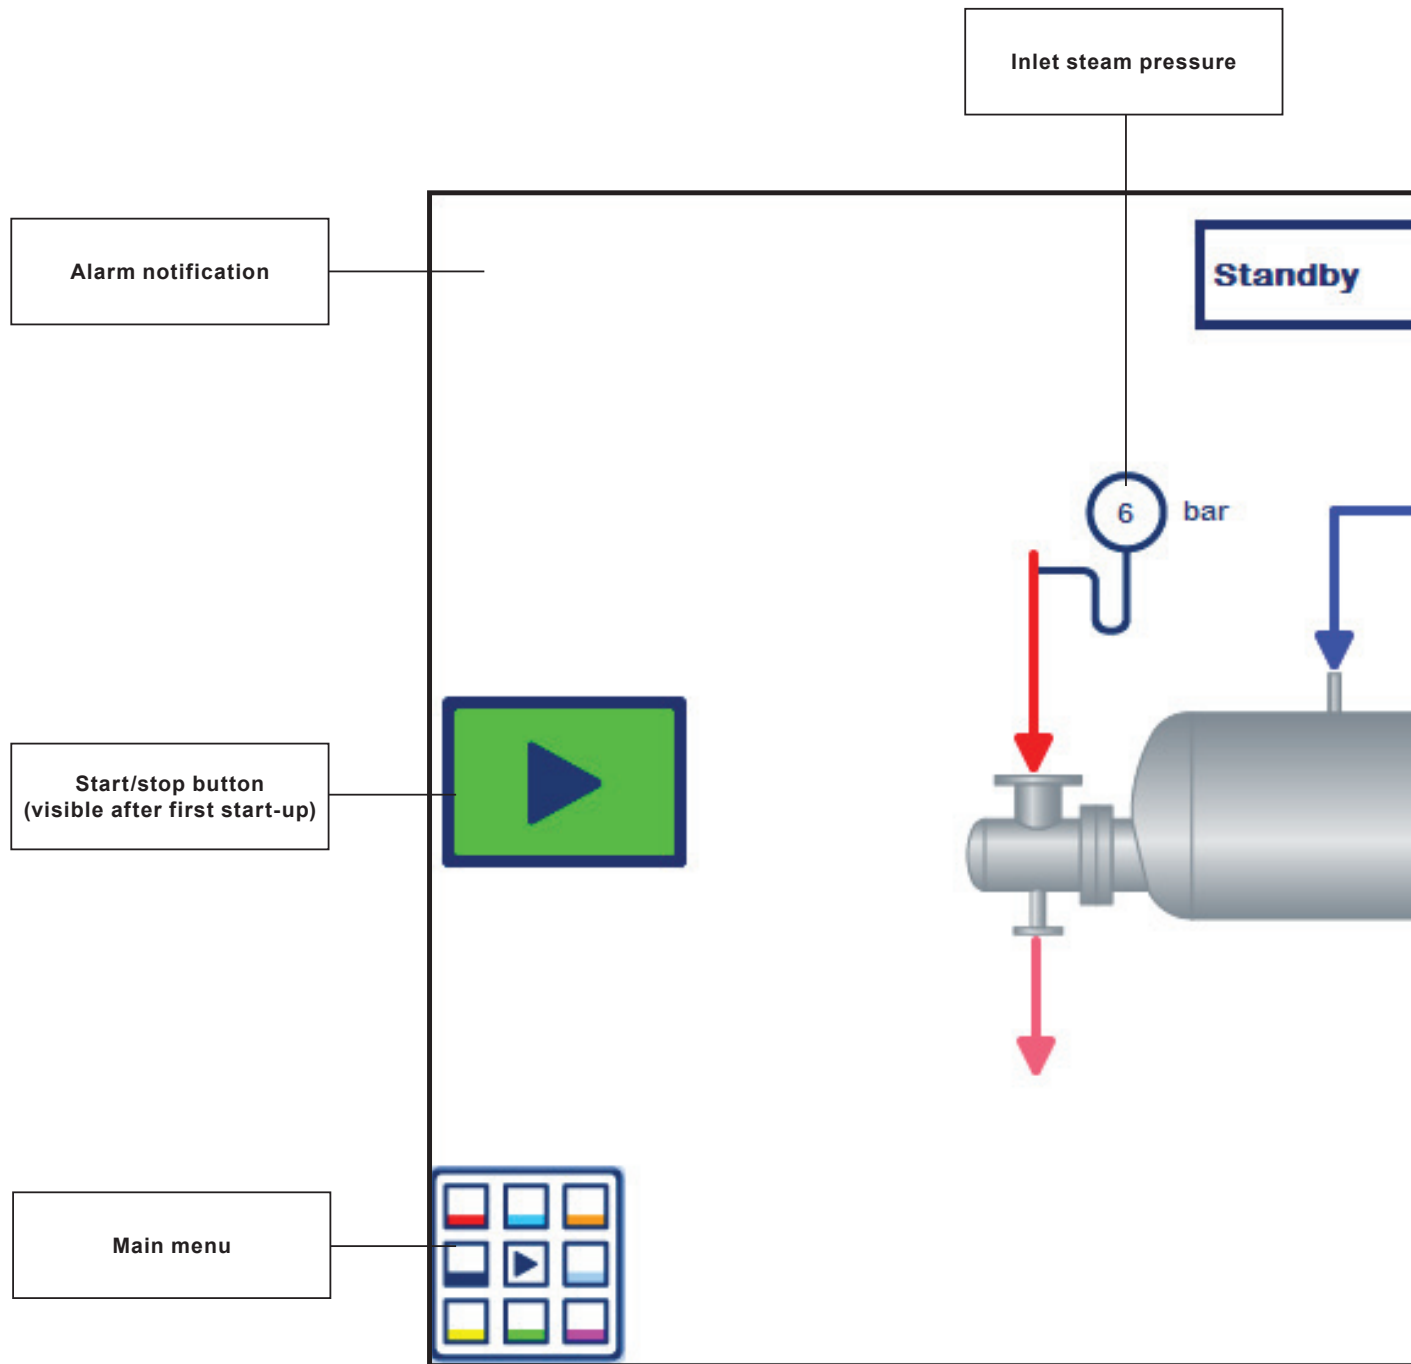 Inlet steam pressure
Alarm notification
Standby
6 bar
Start/stop button
(visible after first start-up)
Main menu